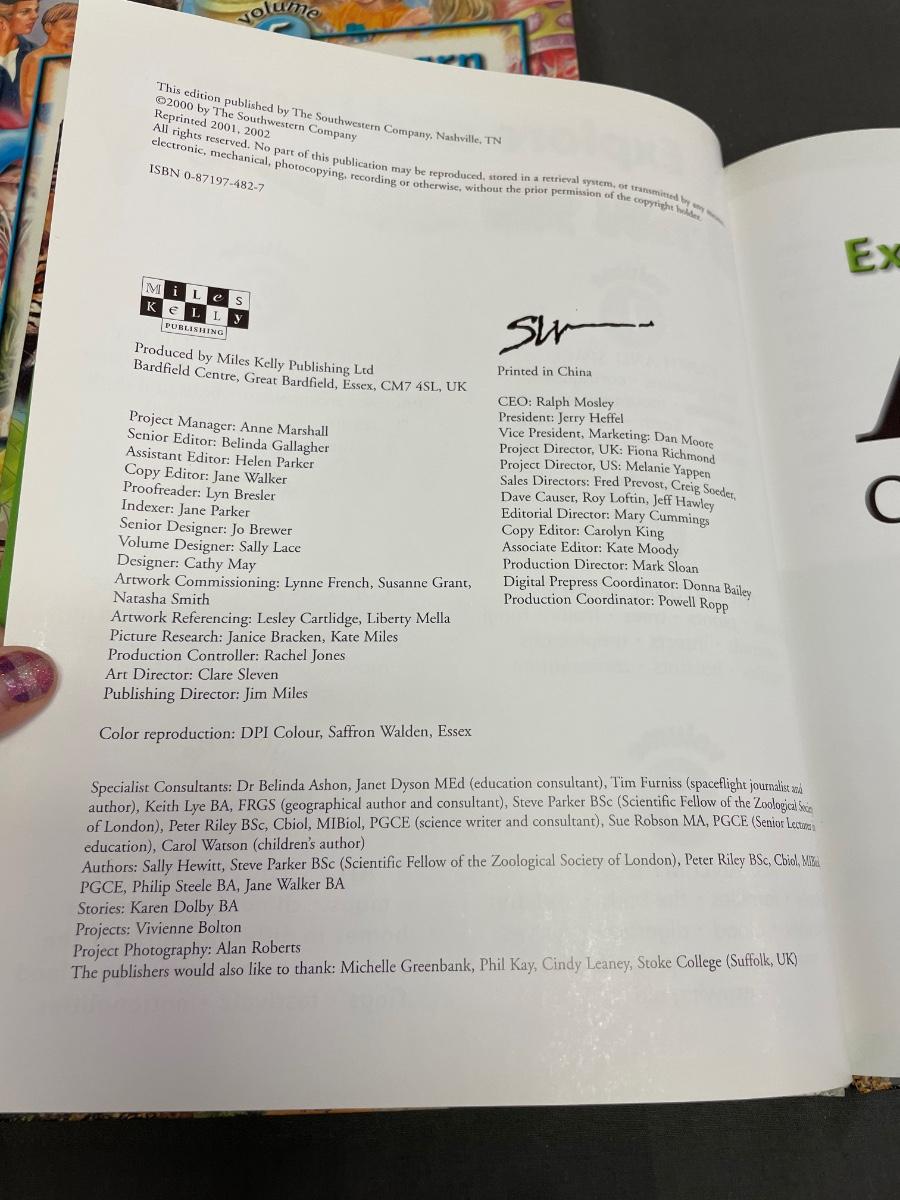 volume
5
This edition published by The Southwestern Company, Nashville, TN
©2000 by The Southwestern Company
Reprinted 2001, 2002
All rights reserved. No part of this publication may be reproduced, stored in a retrieval system, or transmitted by any means,
electronic, mechanical, photocopying, recording or otherwise, without the prior permission of the copyright holder.
ISBN 0-87197-482-7
MiLeS
KeLLy
PUBLISHING
Produced by Miles Kelly Publishing Ltd
Bardfield Centre, Great Bardfield, Essex, CM7 4SL, UK
Project Manager: Anne Marshall
Senior Editor: Belinda Gallagher
Assistant Editor: Helen Parker
Copy Editor: Jane Walker
Proofreader: Lyn Bresler
Indexer: Jane Parker
Senior Designer: Jo Brewer
Volume Designer: Sally Lace
Designer: Cathy May
Artwork Commissioning: Lynne French, Susanne Grant,
Natasha Smith
Artwork Referencing: Lesley Cartlidge, Liberty Mella
Picture Research: Janice Bracken, Kate Miles
Production Controller: Rachel Jones
Art Director: Clare Sleven
Publishing Director: Jim Miles
Color reproduction: DPI Colour, Saffron Walden, Essex
SW
Printed in China
CEO: Ralph Mosley
President: Jerry Heffel
Vice President, Marketing: Dan Moore
Project Director, UK: Fiona Richmond
Project Director, US: Melanie Yappen
Sales Directors: Fred Prevost, Creig Soeder,
Dave Causer, Roy Loftin, Jeff Hawley
Editorial Director: Mary Cummings
Copy Editor: Carolyn King
Associate Editor: Kate Moody
Production Director: Mark Sloan
Digital Prepress Coordinator: Donna Bailey
Production Coordinator: Powell Ropp
Specialist Consultants: Dr Belinda Ashon, Janet Dyson MEd (education consultant), Tim Furniss (spaceflight journalist and
author), Keith Lye BA, FRGS (geographical author and consultant), Steve Parker BSc (Scientific Fellow of the Zoological Society
of London), Peter Riley BSc, Cbiol, MIBiol, PGCE (science writer and consultant), Sue Robson MA, PGCE (Senior Lecturer in
education), Carol Watson (children's author)
Authors: Sally Hewitt, Steve Parker BSc (Scientific Fellow of the Zoological Society of London), Peter Riley BSc, Cbiol, MIBiol,
PGCE, Philip Steele BA, Jane Walker BA
Stories: Karen Dolby BA
Projects: Vivienne Bolton
Project Photography: Alan Roberts
The publishers would also like to thank: Michelle Greenbank, Phil Kay, Cindy Leaney, Stoke College (Suffolk, UK)
Ex